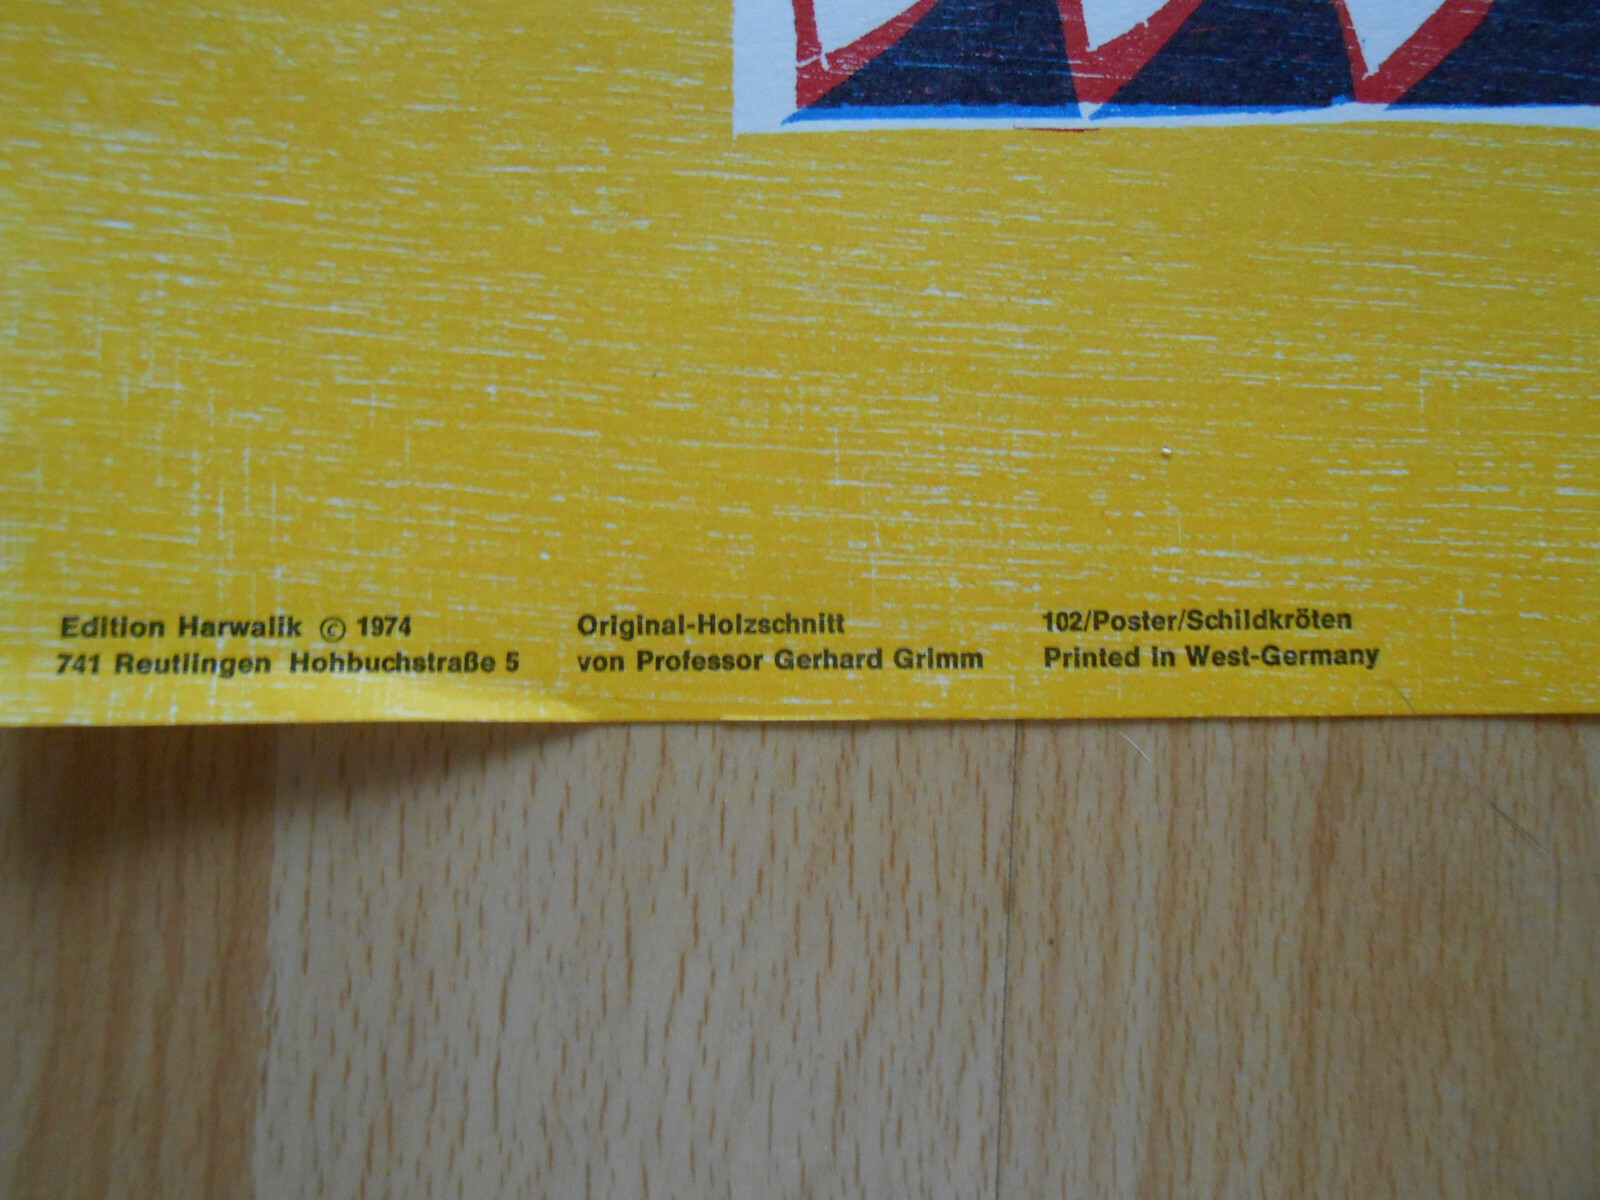 Edition Harwalik © 1974
741 Reutlingen Hohbuchstraße 5
Original-Holzschnitt
von Professor Gerhard Grimm
102/Poster/Schildkröten
Printed in West-Germany